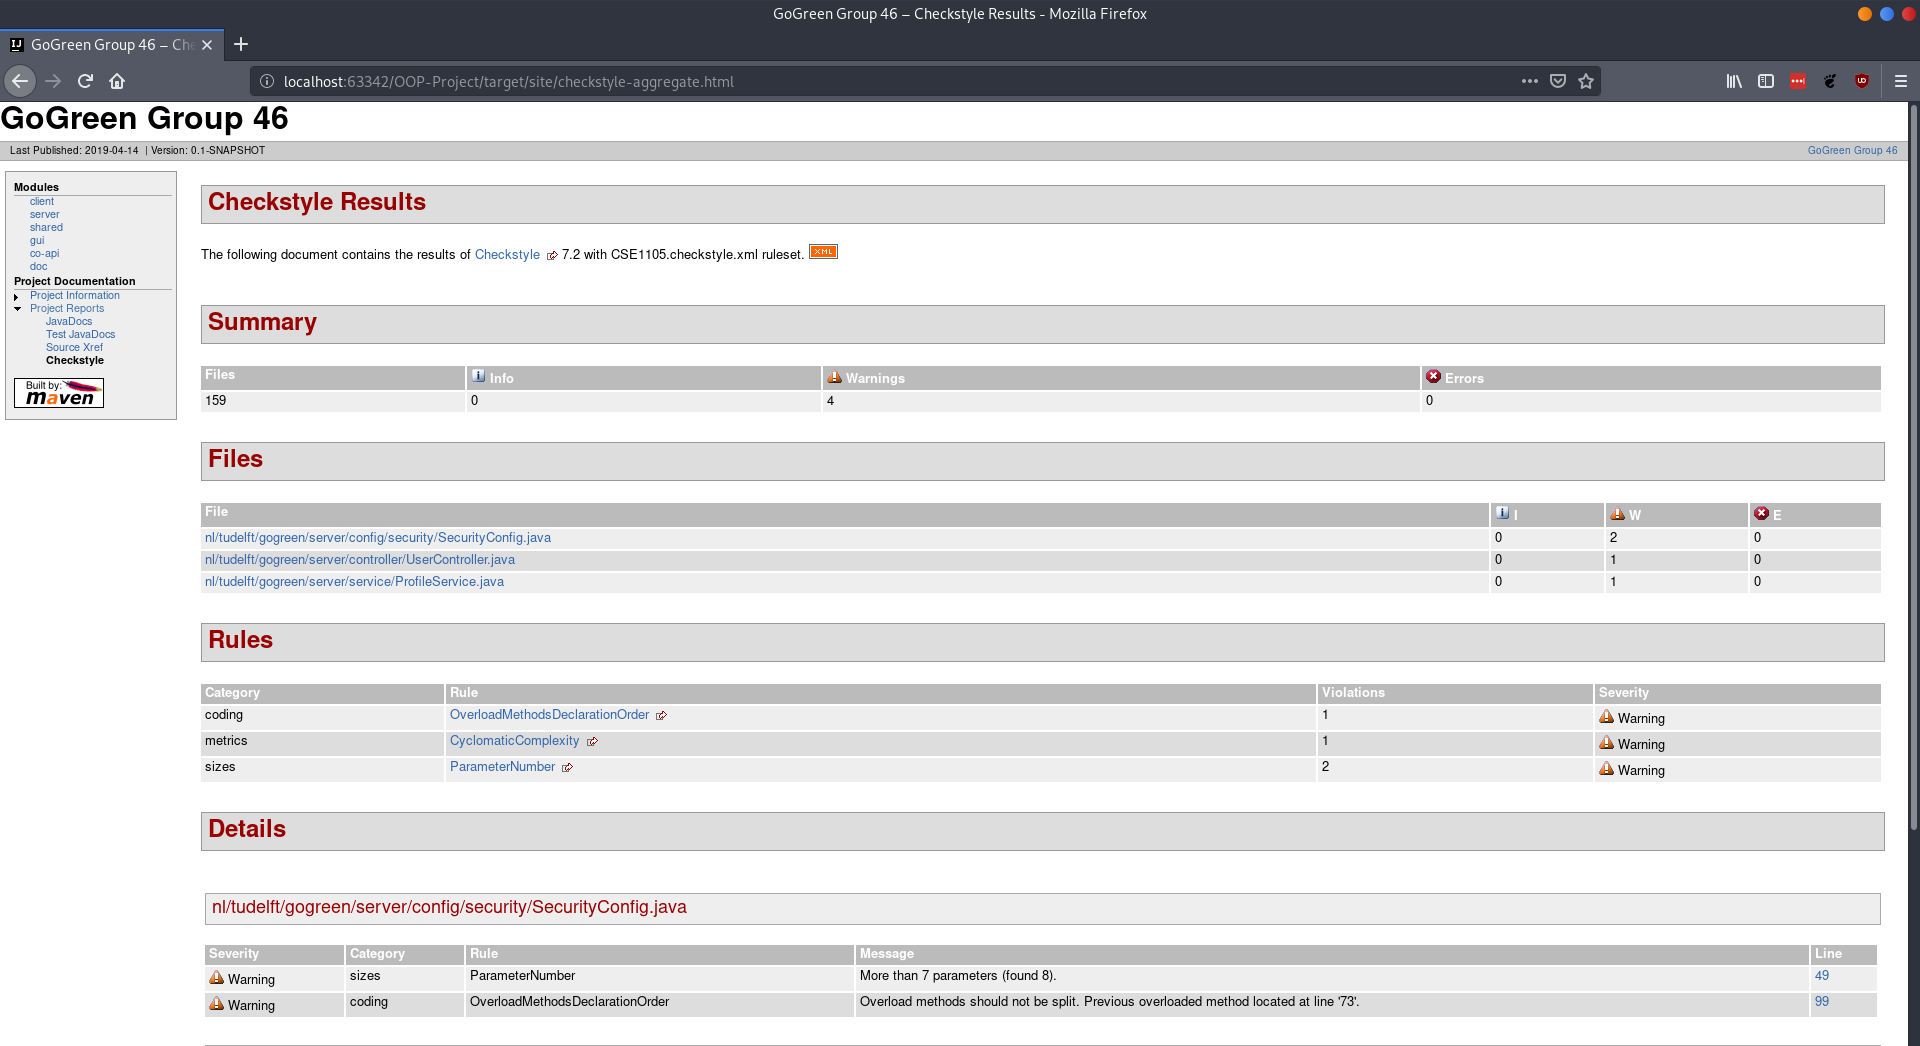 GoGreen Group 46 – Checkstyle Results - Mozilla Firefox
GoGreen Group 46 – Che
localhost:63342/OOP-Project/target/site/checkstyle-aggregate.html
GoGreen Group 46
Last Published: 2019-04-14 | Version: 0.1-SNAPSHOT GoGreen Group 46
Modules
client
server
shared
gui
co-api
doc
Project Documentation
Project Information
Project Reports
JavaDocs
Test JavaDocs
Source Xref
Checkstyle
Built by:
maven
Checkstyle Results
The following document contains the results of Checkstyle 7.2 with CSE1105.checkstyle.xml ruleset. XML
Summary
Files Info Warnings Errors
159 0 4 0
Files
File I W E
nl/tudelft/gogreen/server/config/security/SecurityConfig.java 0 2 0
nl/tudelft/gogreen/server/controller/UserController.java 0 1 0
nl/tudelft/gogreen/server/service/ProfileService.java 0 1 0
Rules
Category Rule Violations Severity
coding OverloadMethodsDeclarationOrder 1 Warning
metrics CyclomaticComplexity 1 Warning
sizes ParameterNumber 2 Warning
Details
nl/tudelft/gogreen/server/config/security/SecurityConfig.java
Severity Category Rule Message Line
Warning sizes ParameterNumber More than 7 parameters (found 8). 49
Warning coding OverloadMethodsDeclarationOrder Overload methods should not be split. Previous overloaded method located at line '73'. 99